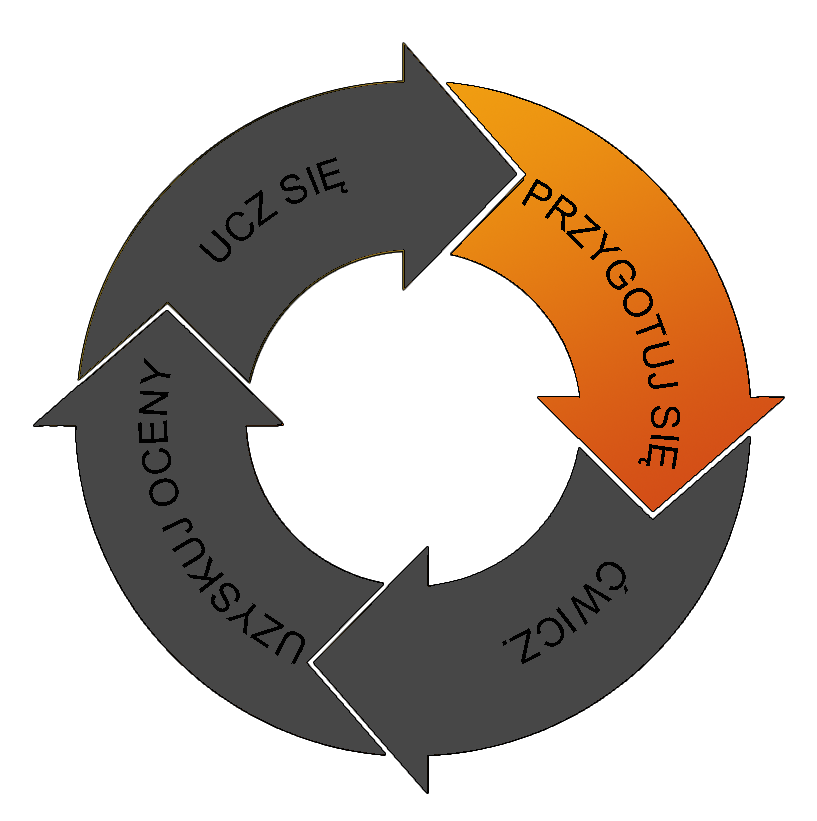 UCZ SIĘ
PRZYGOTUJ SIĘ
ĆWICZ.
UZYSKUJ OCENY